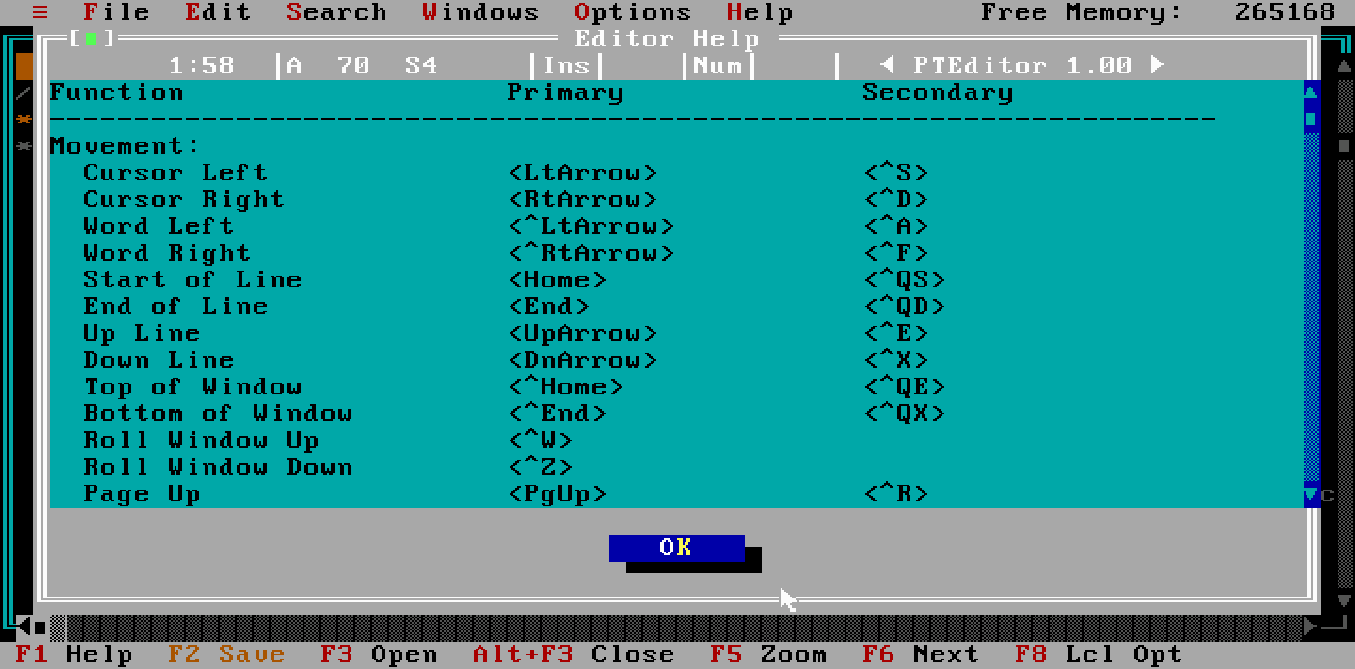 ≡ File Edit Search Windows Options Help Free Memory: 265168
[■] Editor Help
1:58 A 70 S4 Ins Num ◄ PTEditor 1.00 ►
Function Primary Secondary
----------------------------------------------------------------------
Movement:
Cursor Left <LtArrow> <^S>
Cursor Right <RtArrow> <^D>
Word Left <^LtArrow> <^A>
Word Right <^RtArrow> <^F>
Start of Line <Home> <^QS>
End of Line <End> <^QD>
Up Line <UpArrow> <^E>
Down Line <DnArrow> <^X>
Top of Window <^Home> <^QE>
Bottom of Window <^End> <^QX>
Roll Window Up <^W>
Roll Window Down <^Z>
Page Up <PgUp> <^R>
OK
F1 Help F2 Save F3 Open Alt+F3 Close F5 Zoom F6 Next F8 Lcl Opt